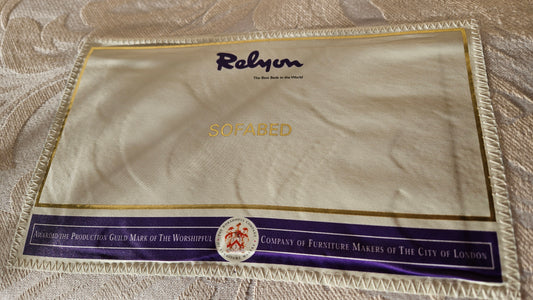 Relyon
The Best Beds in the World
SOFABED
AWARDED THE PRODUCTION GUILD MARK OF THE WORSHIPFUL COMPANY OF FURNITURE MAKERS OF THE CITY OF LONDON